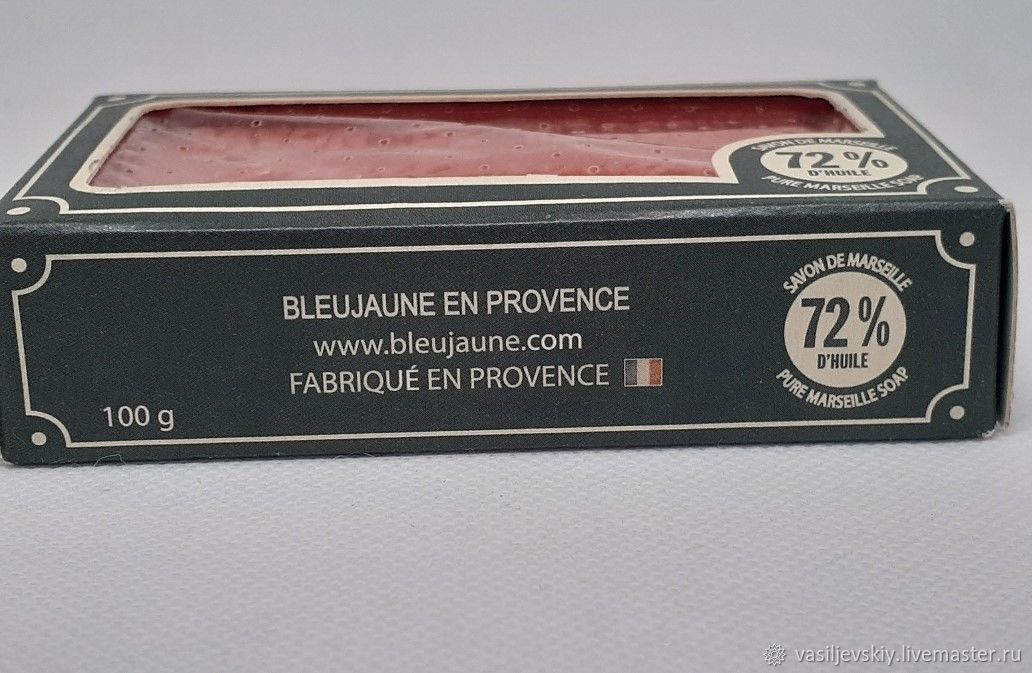 SAVON DE MARSEILLE
72%
D'HUILE
PURE MARSEILLE SOAP
BLEUJAUNE EN PROVENCE
www.bleujaune.com
FABRIQUÉ EN PROVENCE
100 g
SAVON DE MARSEILLE
72%
D'HUILE
PURE MARSEILLE SOAP
vasiljevskiy.livemaster.ru